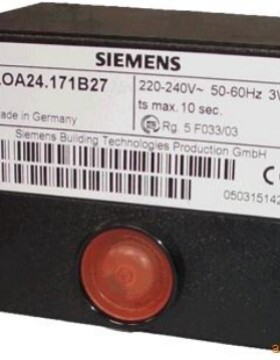 SIEMENS
LOA24.171B27
220-240V~ 50-60Hz 3V
ts max. 10 sec.
Made in Germany
Rg. 5 F033/03
Siemens Building Technologies Production GmbH
050315142